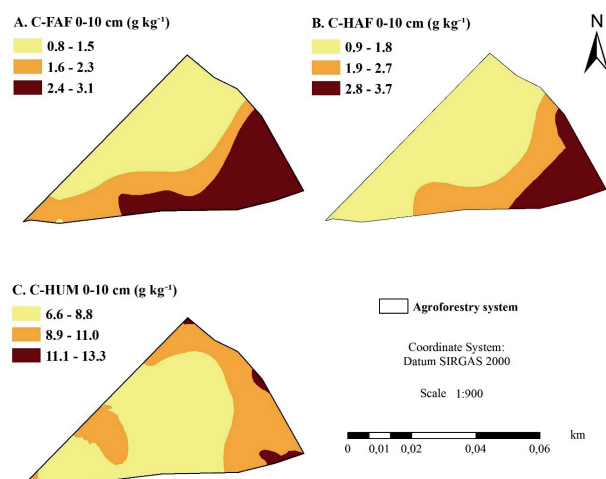 A. C-FAF 0-10 cm (g kg⁻¹)
0.8 - 1.5
1.6 - 2.3
2.4 - 3.1
B. C-HAF 0-10 cm (g kg⁻¹)
0.9 - 1.8
1.9 - 2.7
2.8 - 3.7
N
C. C-HUM 0-10 cm (g kg⁻¹)
6.6 - 8.8
8.9 - 11.0
11.1 - 13.3
Agroforestry system
Coordinate System:
Datum SIRGAS 2000
Scale 1:900
km
0 0,01 0,02 0,04 0,06